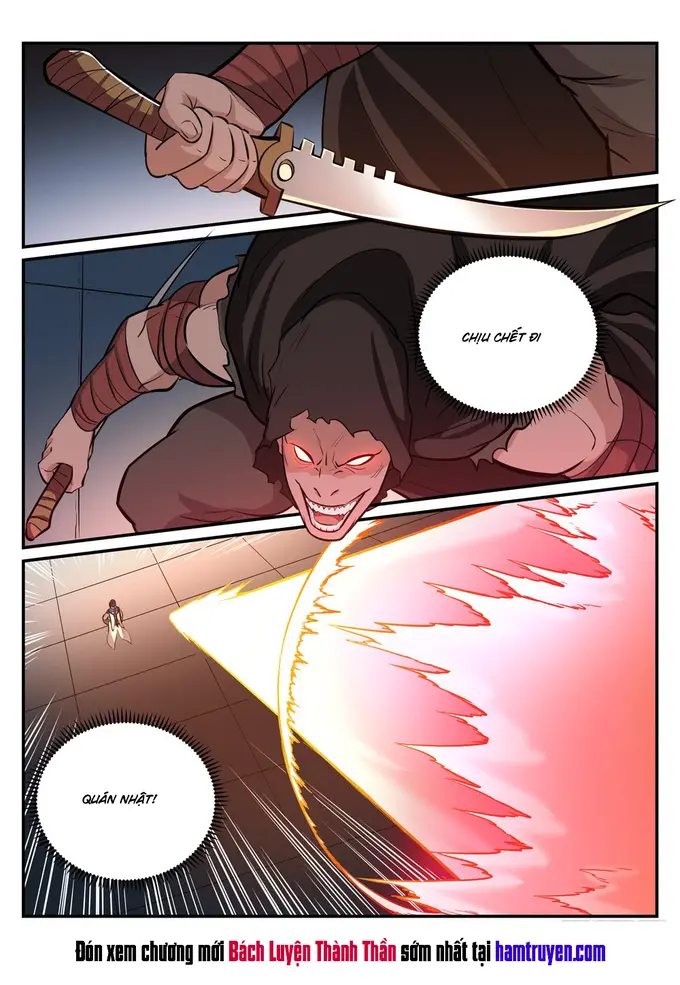 CHỊU CHẾT ĐI
QUÁN NHẬT!
Đón xem chương mới Bách Luyện Thành Thần sớm nhất tại hamtruyen.com